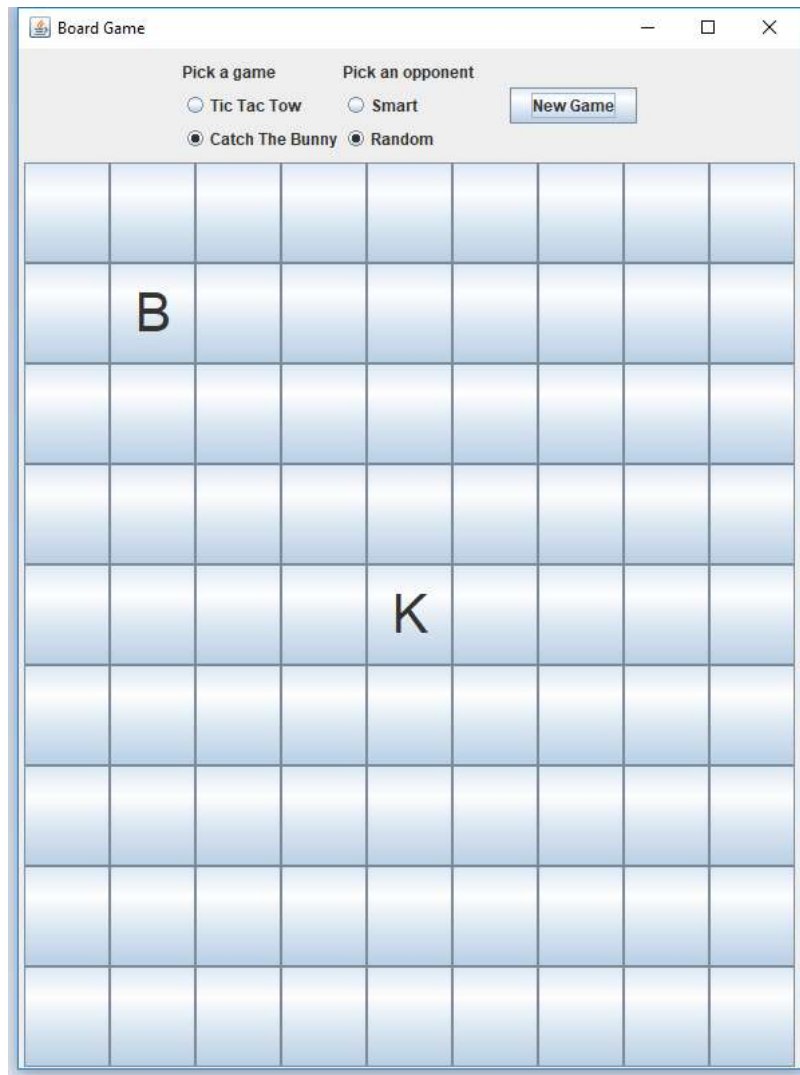 Board Game
Pick a game Pick an opponent
Tic Tac Tow Smart New Game
Catch The Bunny Random
B
K